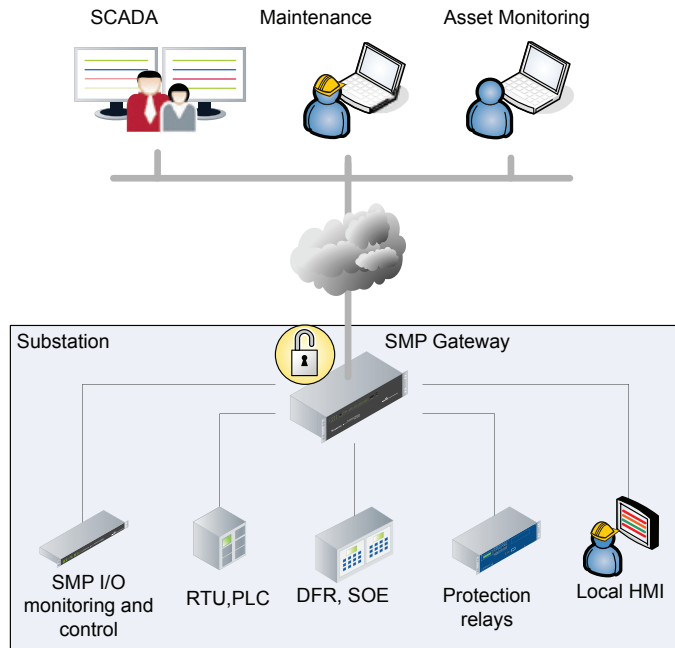 SCADA
Maintenance
Asset Monitoring
Substation
SMP Gateway
SMP I/O
monitoring and
control
RTU,PLC
DFR, SOE
Protection
relays
Local HMI